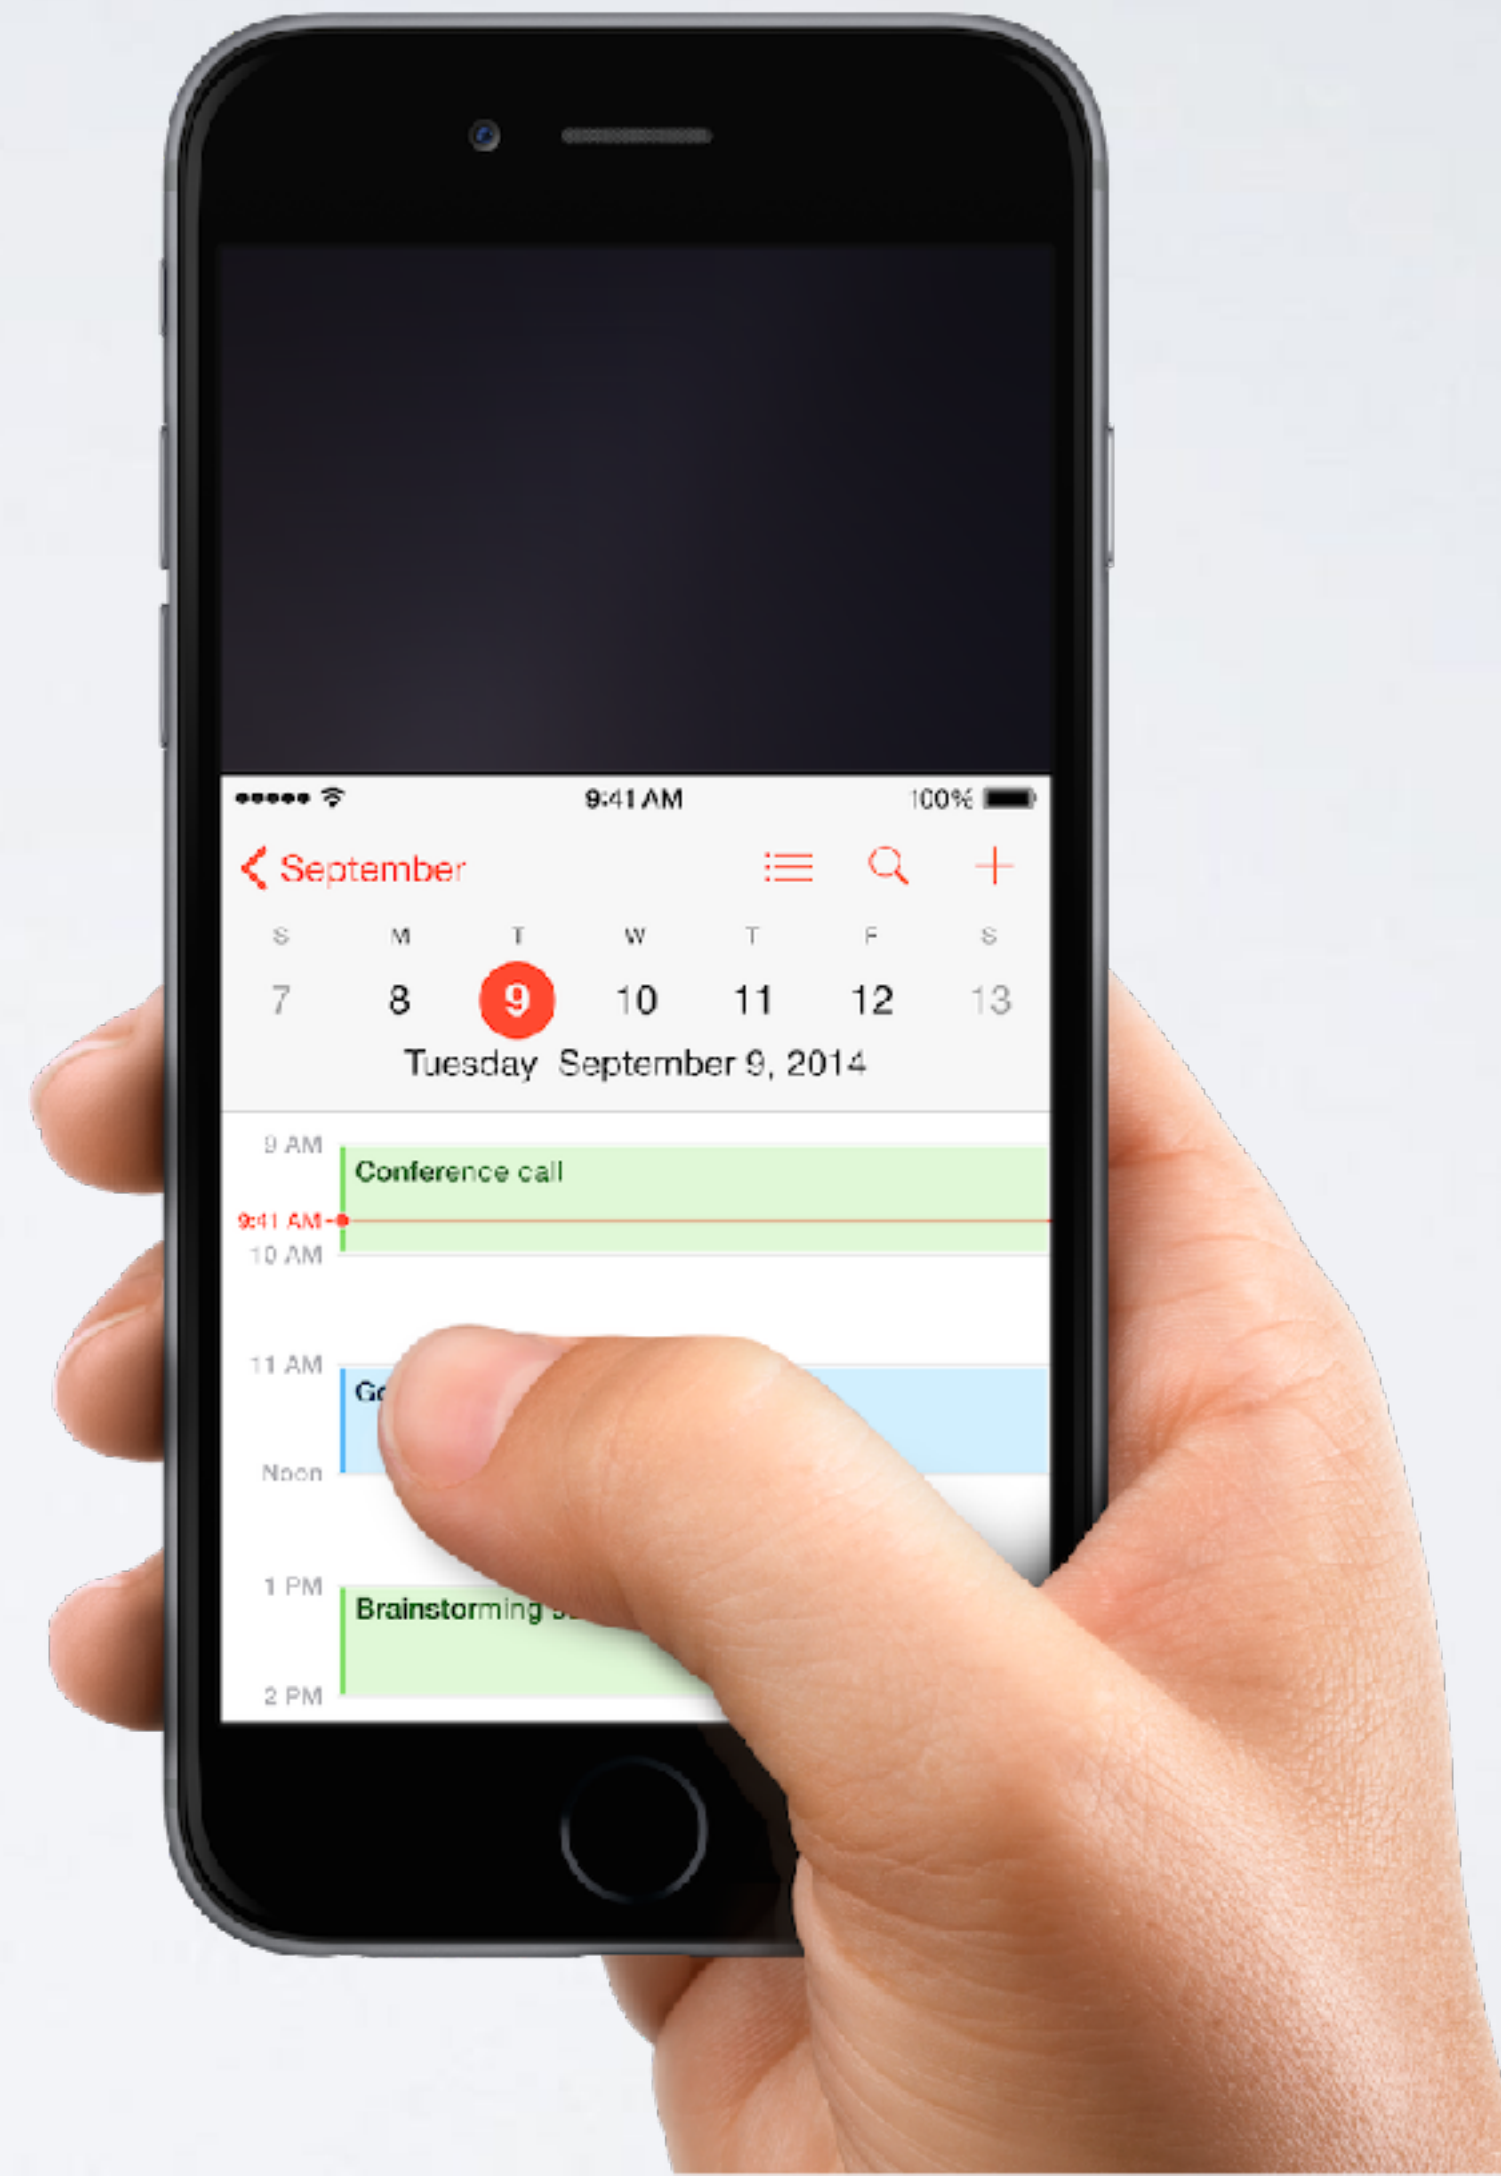 9:41 AM 100%
September
S M T W T F S
7 8 9 10 11 12 13
Tuesday September 9, 2014
9 AM
Conference call
9:41 AM
10 AM
11 AM
Noon
1 PM
Brainstorming
2 PM